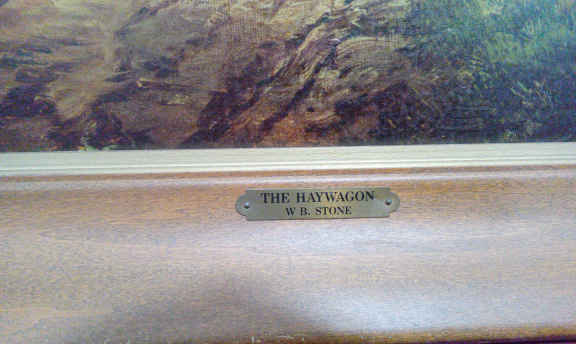 THE HAYWAGON
W B. STONE